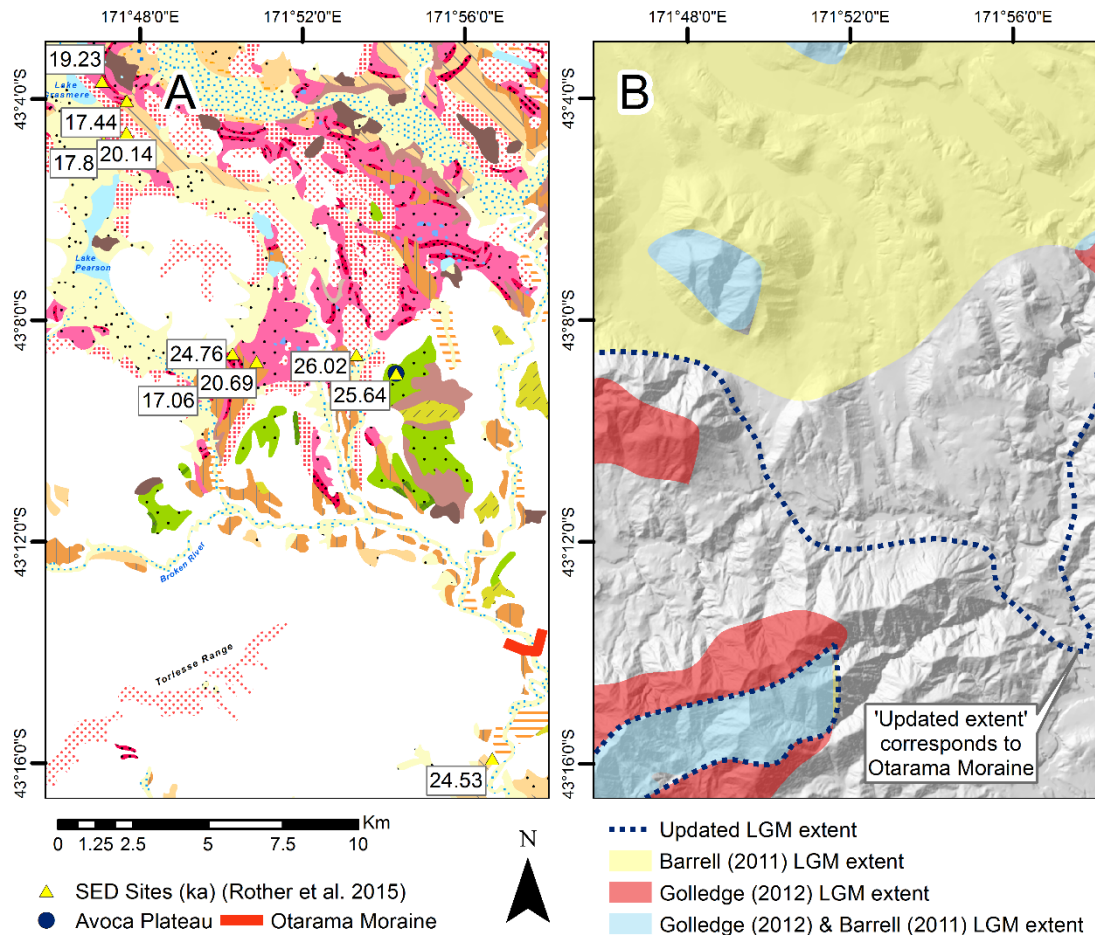 171°48'0"E 171°52'0"E 171°56'0"E
171°48'0"E 171°52'0"E 171°56'0"E
43°4'0"S
43°8'0"S
43°12'0"S
43°16'0"S
A
19.23
Lake
Grasmere
17.44
17.8
20.14
Lake
Pearson
24.76
20.69
17.06
26.02
25.64
Broken River
Torlesse Range
24.53
B
43°4'0"S
43°8'0"S
43°12'0"S
43°16'0"S
'Updated extent'
corresponds to
Otarama Moraine
Km
0 1.25 2.5 5 7.5 10
N
SED Sites (ka) (Rother et al. 2015)
Avoca Plateau
Otarama Moraine
Updated LGM extent
Barrell (2011) LGM extent
Golledge (2012) LGM extent
Golledge (2012) & Barrell (2011) LGM extent